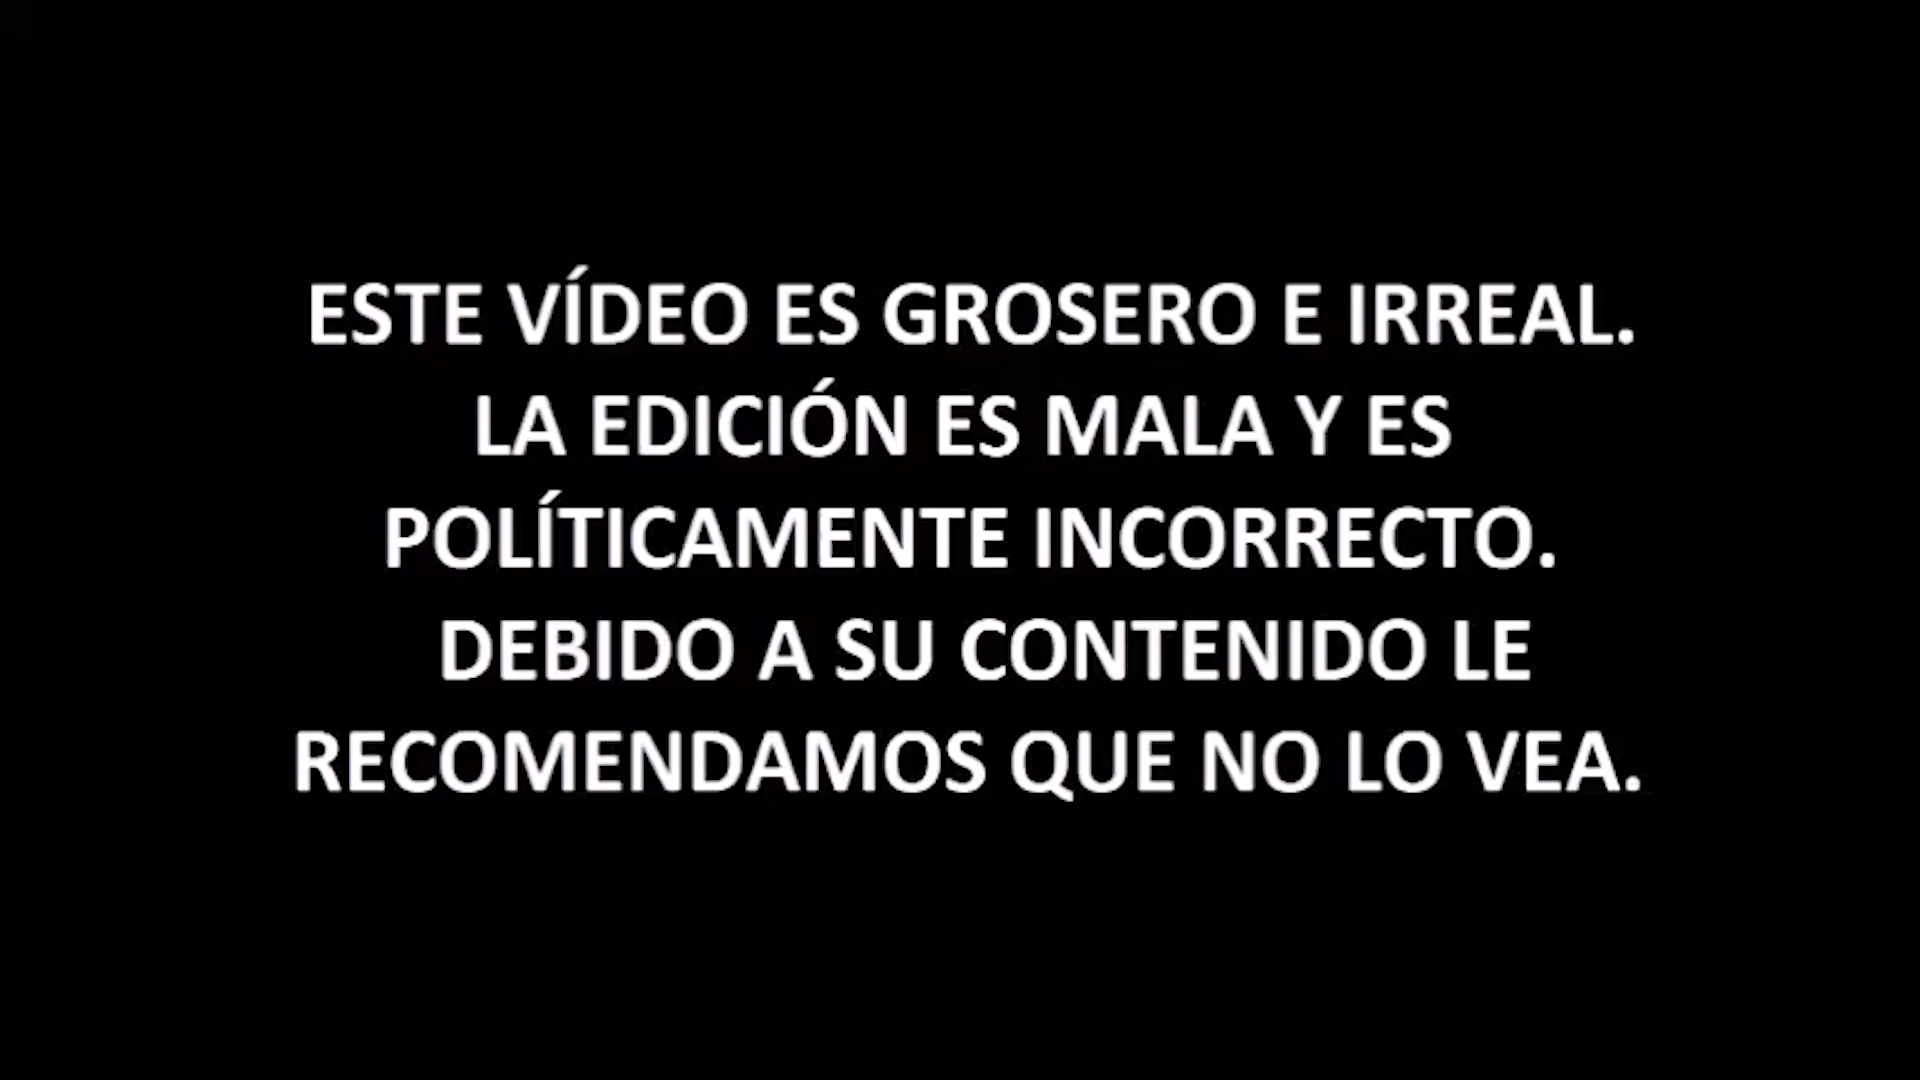 ESTE VÍDEO ES GROSERO E IRREAL.
LA EDICIÓN ES MALA Y ES
POLÍTICAMENTE INCORRECTO.
DEBIDO A SU CONTENIDO LE
RECOMENDAMOS QUE NO LO VEA.